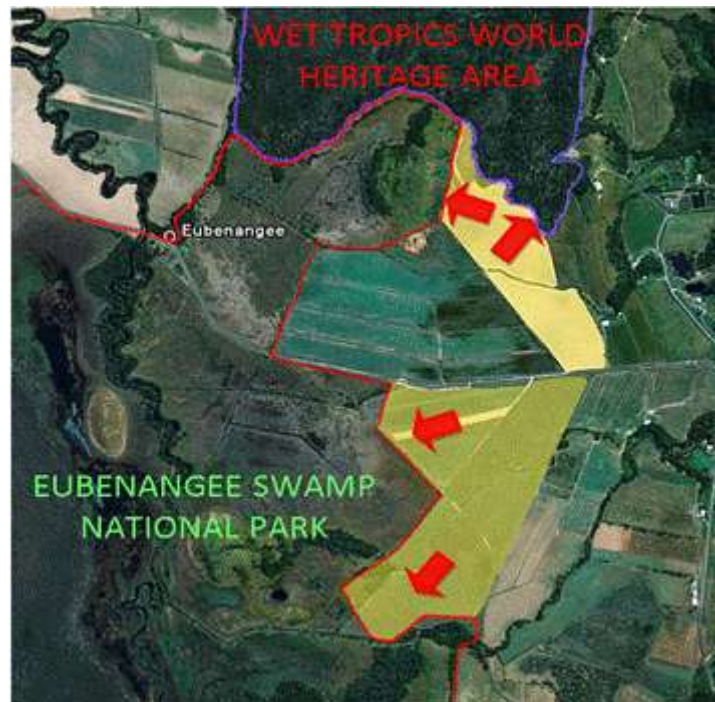 WET TROPICS WORLD
HERITAGE AREA
Eubenangee
EUBENANGEE SWAMP
NATIONAL PARK